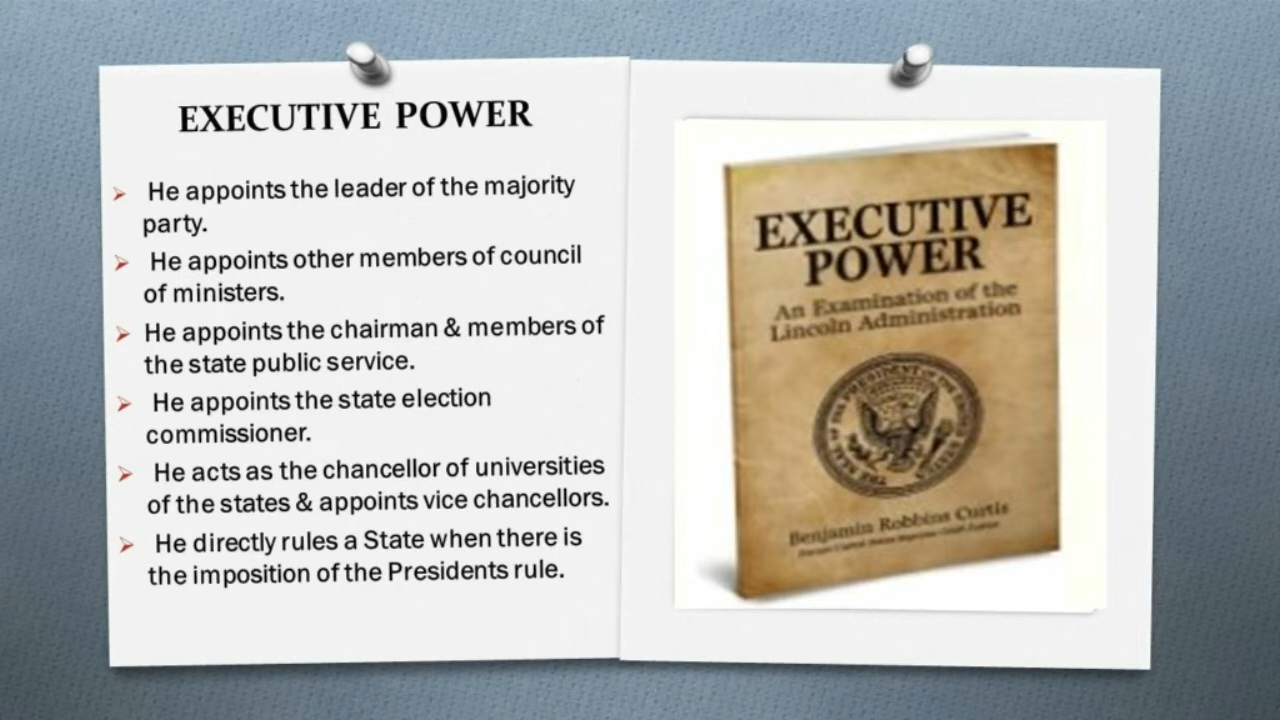 EXECUTIVE POWER
He appoints the leader of the majority
party.
He appoints other members of council
of ministers.
He appoints the chairman & members of
the state public service.
He appoints the state election
commissioner.
He acts as the chancellor of universities
of the states & appoints vice chancellors.
He directly rules a State when there is
the imposition of the Presidents rule.
EXECUTIVE
POWER
An Examination of the
Lincoln Administration
Benjamin Robbins Curtis